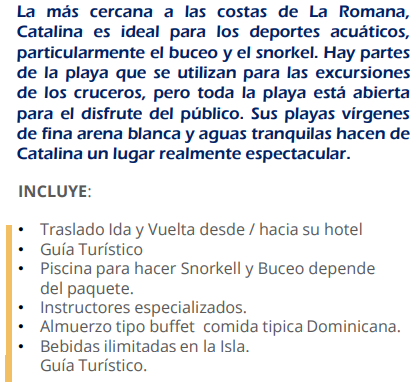 La más cercana a las costas de La Romana,
Catalina es ideal para los deportes acuáticos,
particularmente el buceo y el snorkel. Hay partes
de la playa que se utilizan para las excursiones
de los cruceros, pero toda la playa está abierta
para el disfrute del público. Sus playas vírgenes
de fina arena blanca y aguas tranquilas hacen de
Catalina un lugar realmente espectacular.
INCLUYE:
• Traslado Ida y Vuelta desde / hacia su hotel
• Guía Turístico
• Piscina para hacer Snorkell y Buceo depende
del paquete.
• Instructores especializados.
• Almuerzo tipo buffet comida tipica Dominicana.
• Bebidas ilimitadas en la Isla.
Guía Turístico.